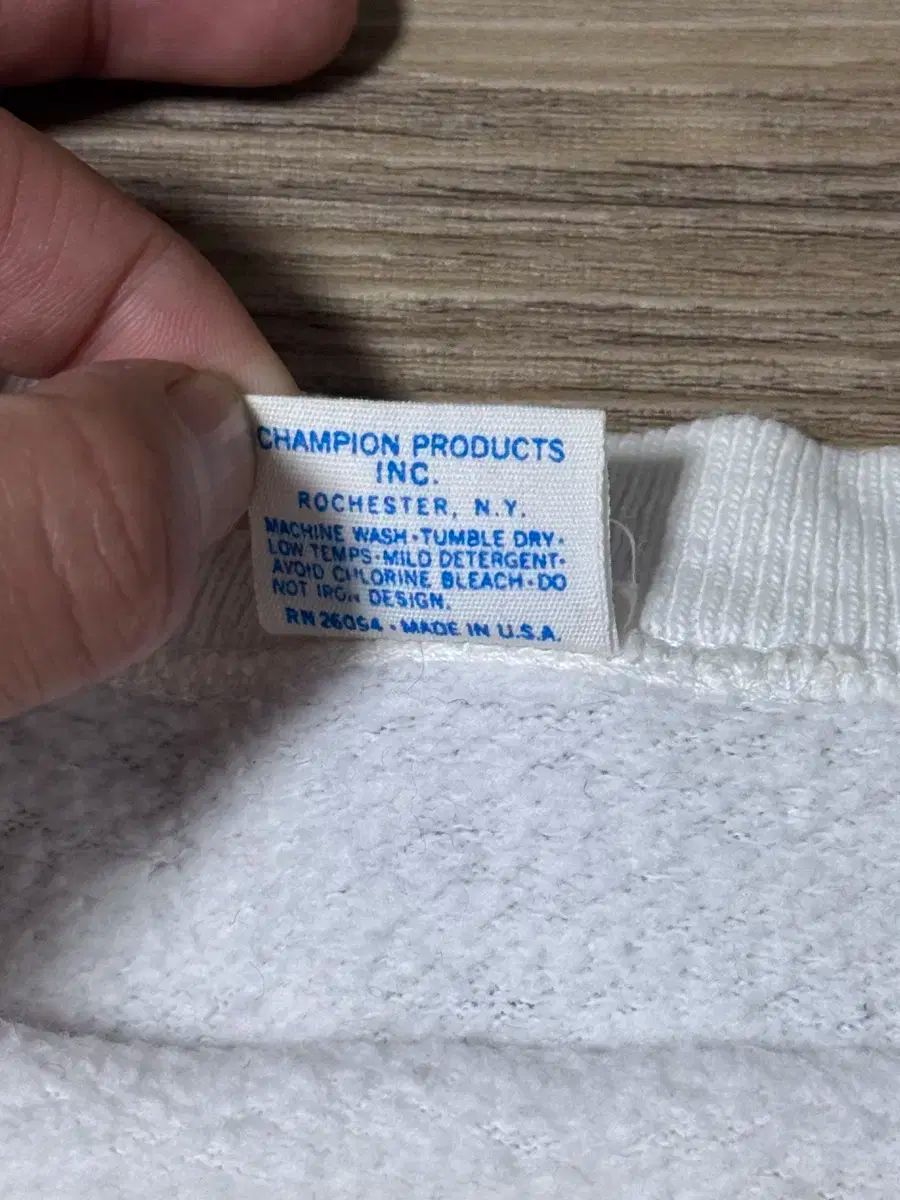 CHAMPION PRODUCTS
INC.
ROCHESTER, N.Y.
MACHINE WASH·TUMBLE DRY·
LOW TEMPS·MILD DETERGENT·
AVOID CHLORINE BLEACH·DO
NOT IRON DESIGN.
RN 26094 · MADE IN U.S.A.